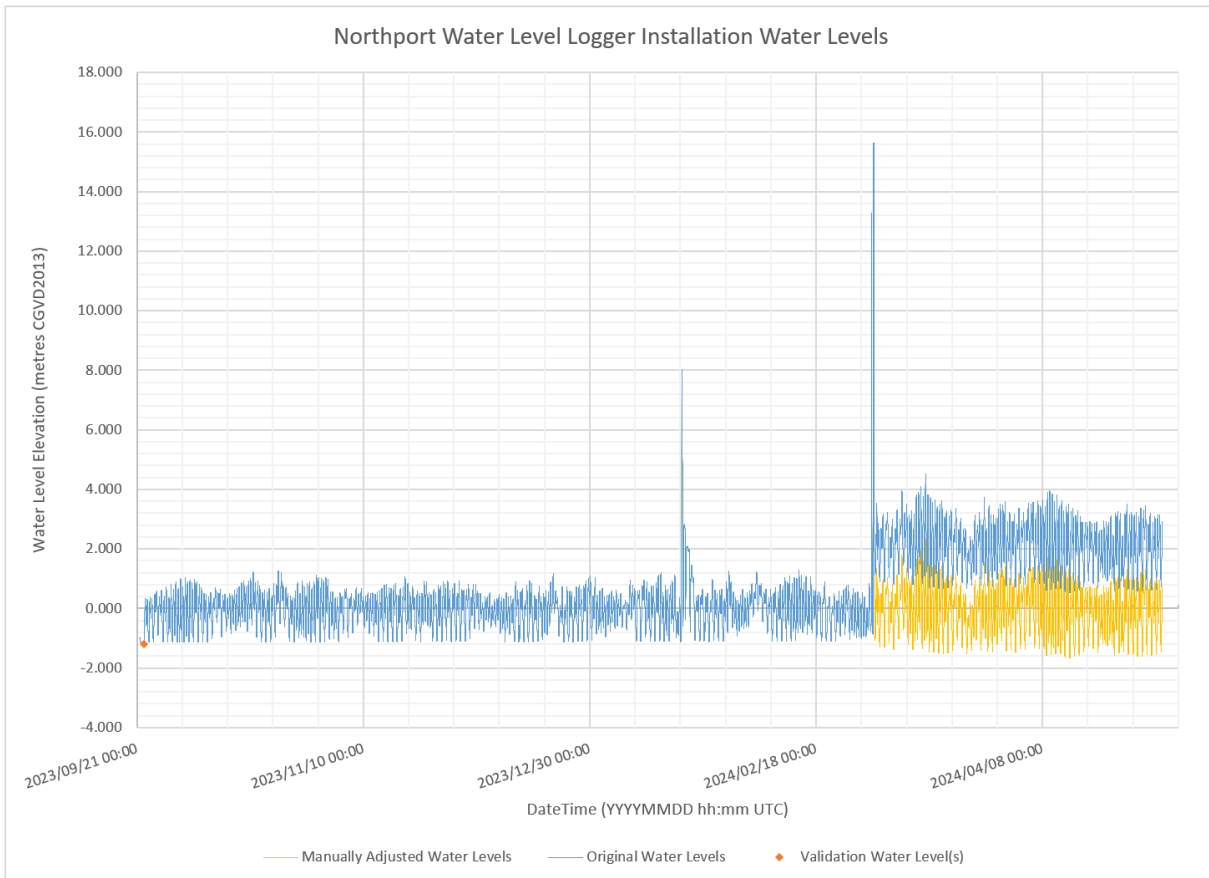 Northport Water Level Logger Installation Water Levels
18.000
16.000
14.000
12.000
10.000
8.000
6.000
4.000
2.000
0.000
-2.000
-4.000
Water Level Elevation (metres CGVD2013)
2023/09/21 00:00
2023/11/10 00:00
2023/12/30 00:00
2024/02/18 00:00
2024/04/08 00:00
DateTime (YYYYMMDD hh:mm UTC)
Manually Adjusted Water Levels
Original Water Levels
Validation Water Level(s)